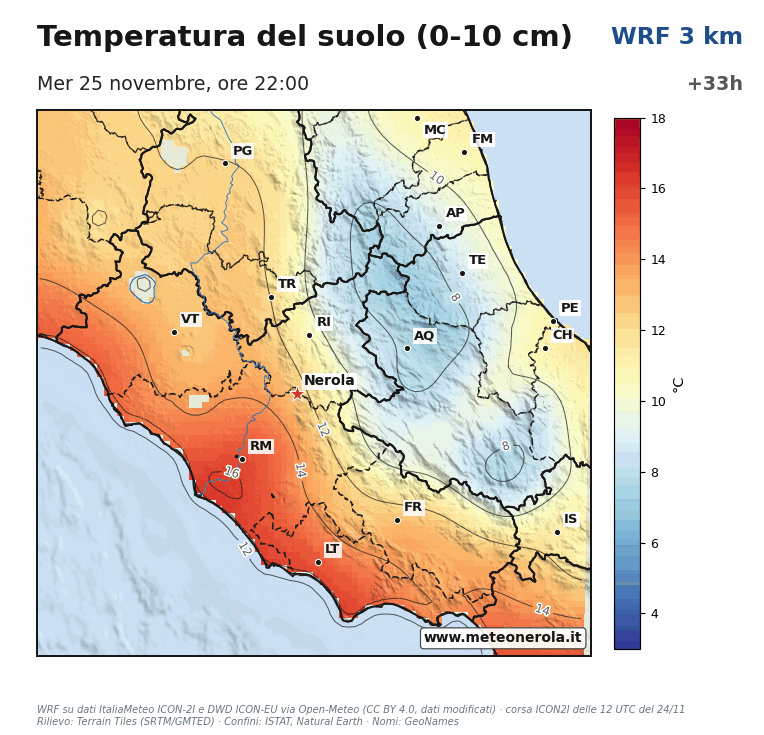 Temperatura del suolo (0-10 cm)
WRF 3 km
Mer 25 novembre, ore 22:00
+33h
MC
FM
PG
10
AP
TE
TR
8
PE
VT
RI
AQ
CH
Nerola
12
RM
8
16
14
FR
IS
12
LT
14
www.meteonerola.it
18
16
14
12
10
8
6
4
°C
WRF su dati ItaliaMeteo ICON-2I e DWD ICON-EU via Open-Meteo (CC BY 4.0, dati modificati) · corsa ICON2I delle 12 UTC del 24/11
Rilievo: Terrain Tiles (SRTM/GMTED) · Confini: ISTAT, Natural Earth · Nomi: GeoNames